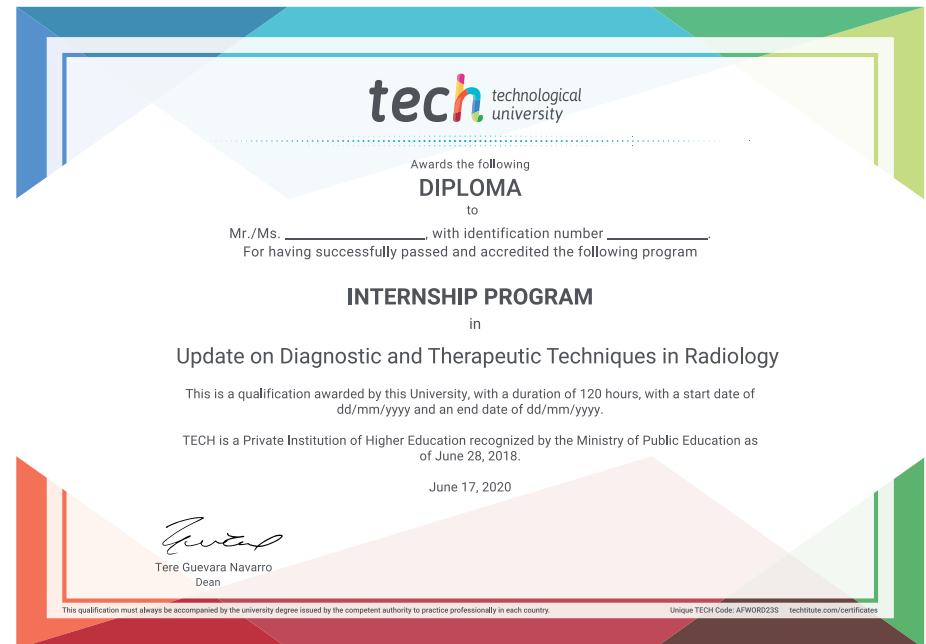 tech technological university
Awards the following
DIPLOMA
to
Mr./Ms. ____________________, with identification number ______________.
For having successfully passed and accredited the following program
INTERNSHIP PROGRAM
in
Update on Diagnostic and Therapeutic Techniques in Radiology
This is a qualification awarded by this University, with a duration of 120 hours, with a start date of
dd/mm/yyyy and an end date of dd/mm/yyyy.
TECH is a Private Institution of Higher Education recognized by the Ministry of Public Education as
of June 28, 2018.
June 17, 2020
Tere Guevara Navarro
Dean
This qualification must always be accompanied by the university degree issued by the competent authority to practice professionally in each country.
Unique TECH Code: AFWORD23S techtitute.com/certificates